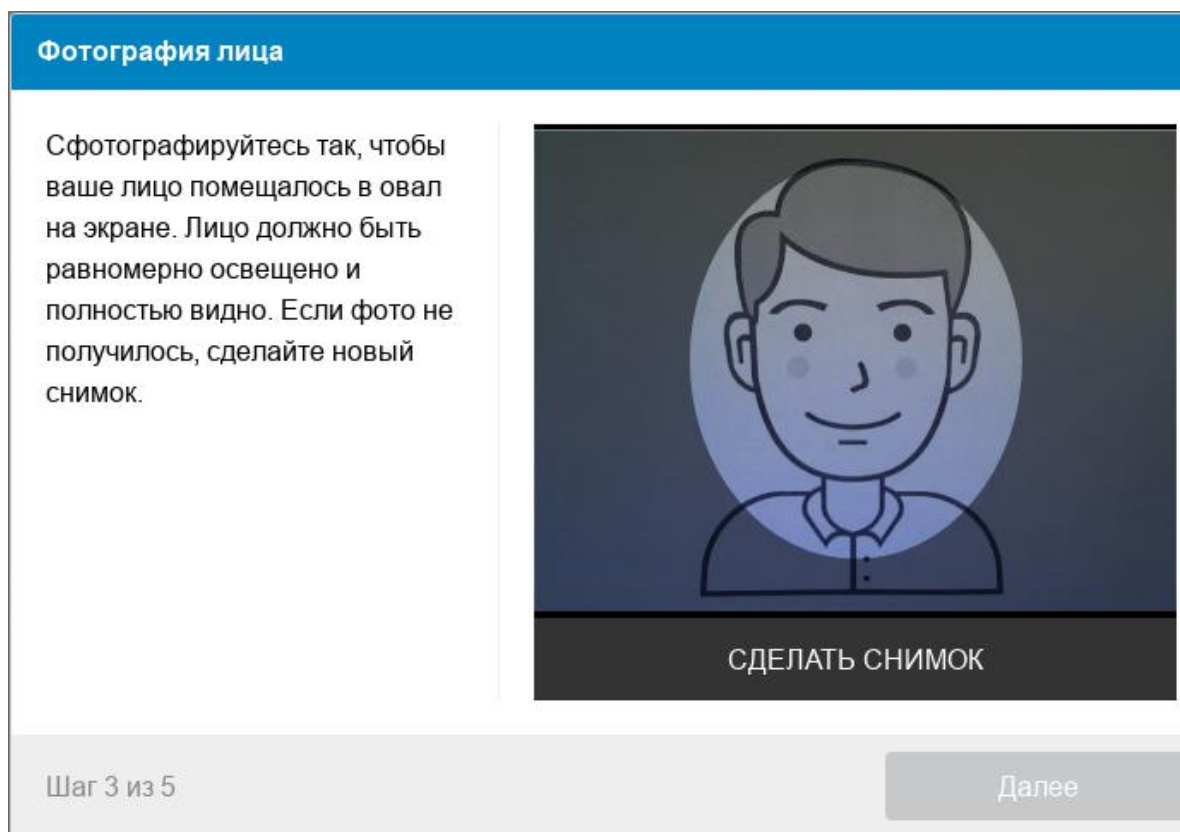 Фотография лица
Сфотографируйтесь так, чтобы
ваше лицо помещалось в овал
на экране. Лицо должно быть
равномерно освещено и
полностью видно. Если фото не
получилось, сделайте новый
снимок.
СДЕЛАТЬ СНИМОК
Шаг 3 из 5
Далее